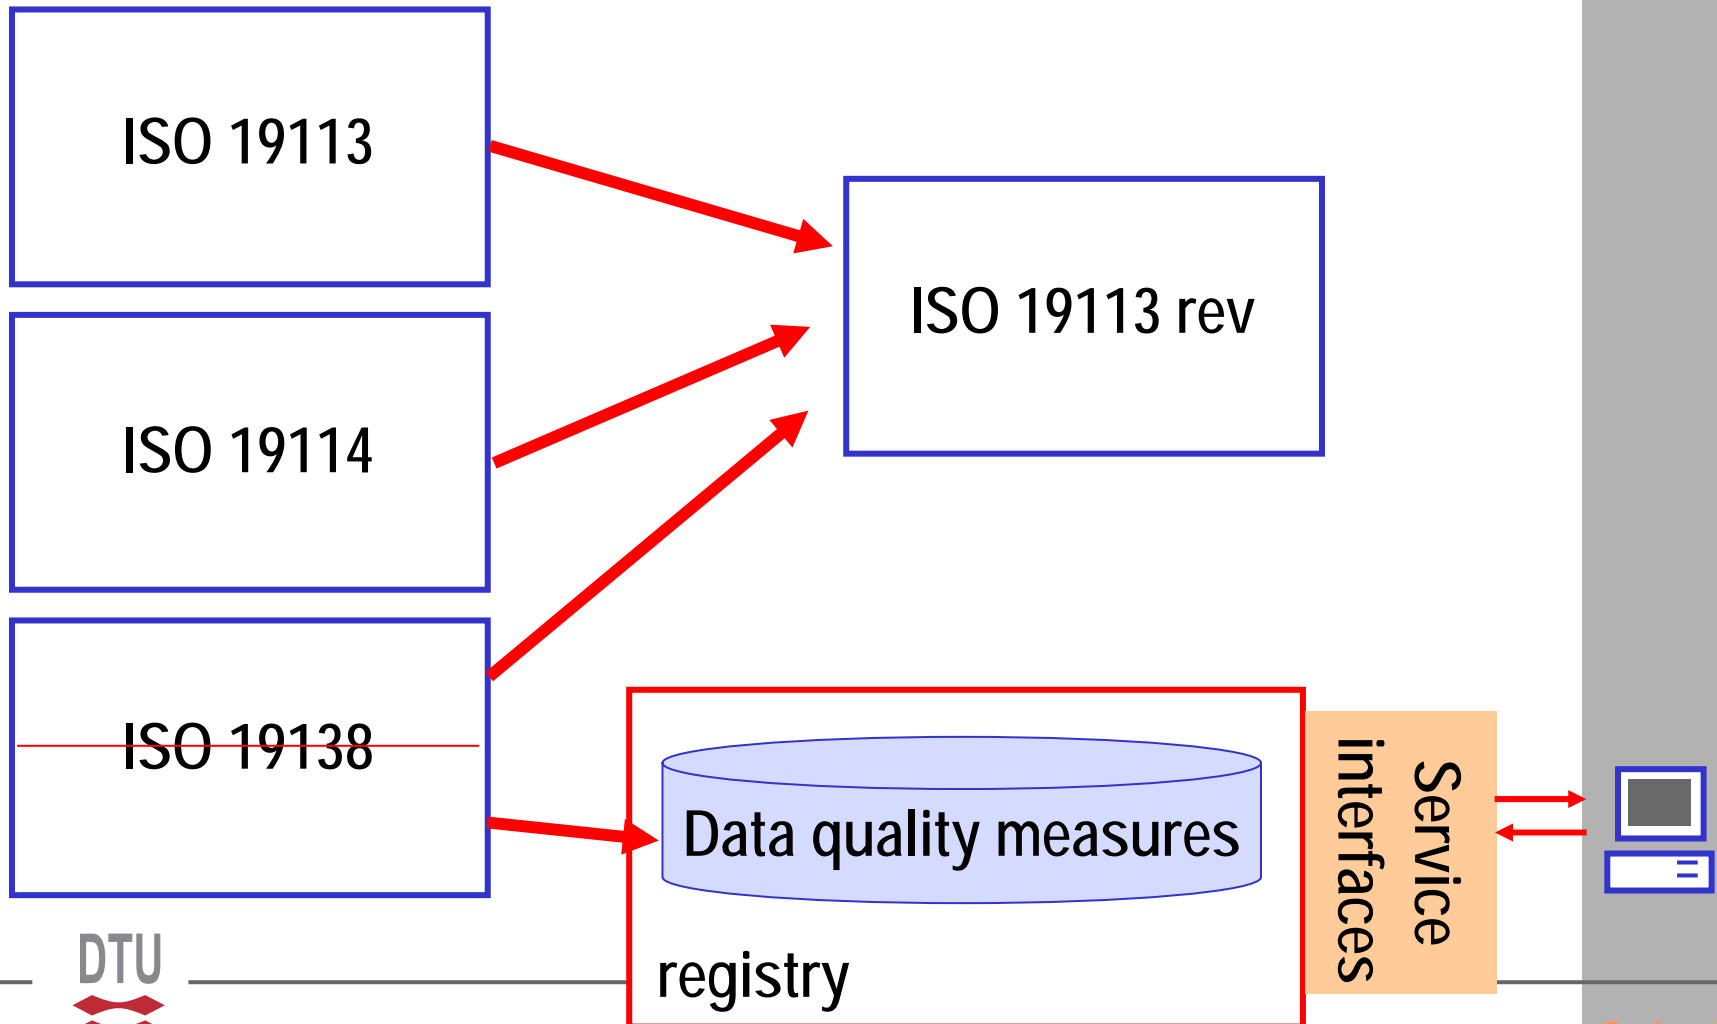 ISO 19113
ISO 19113 rev
ISO 19114
ISO 19138
Data quality measures
registry
Service
interfaces
DTU